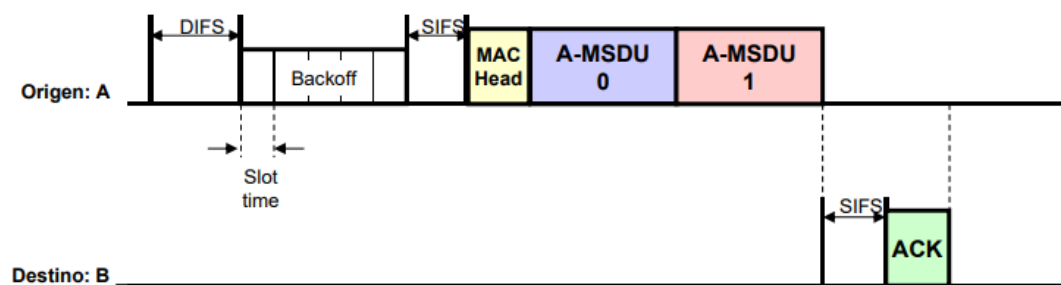 DIFS
SIFS
Origen: A
Backoff
MAC
Head
A-MSDU
0
A-MSDU
1
Slot
time
SIFS
Destino: B
ACK